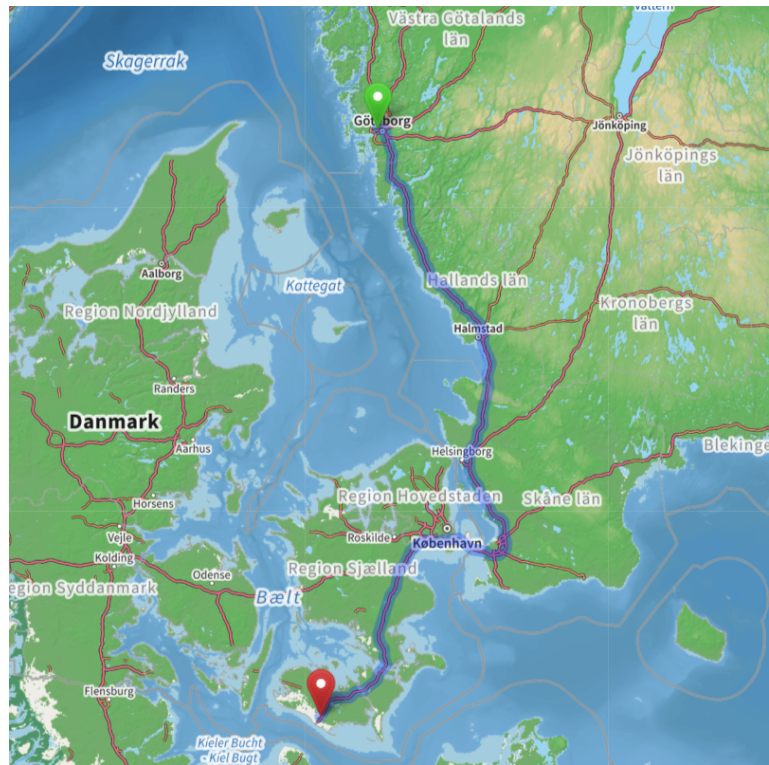 Vättern
Västra Götalands
län
Skagerrak
Göteborg
Jönköping
Jönköpings
län
Aalborg
Kattegat
Hallands län
Region Nordjylland
Kronobergs
län
Halmstad
Randers
Danmark
Aarhus
Helsingborg
Blekinge
Region Hovedstaden
Skåne län
Horsens
Vejle
Roskilde
København
Kolding
Odense
Region Sjælland
egion Syddanmark
Bælt
Flensburg
Kieler Bucht
- Kiel Bugt